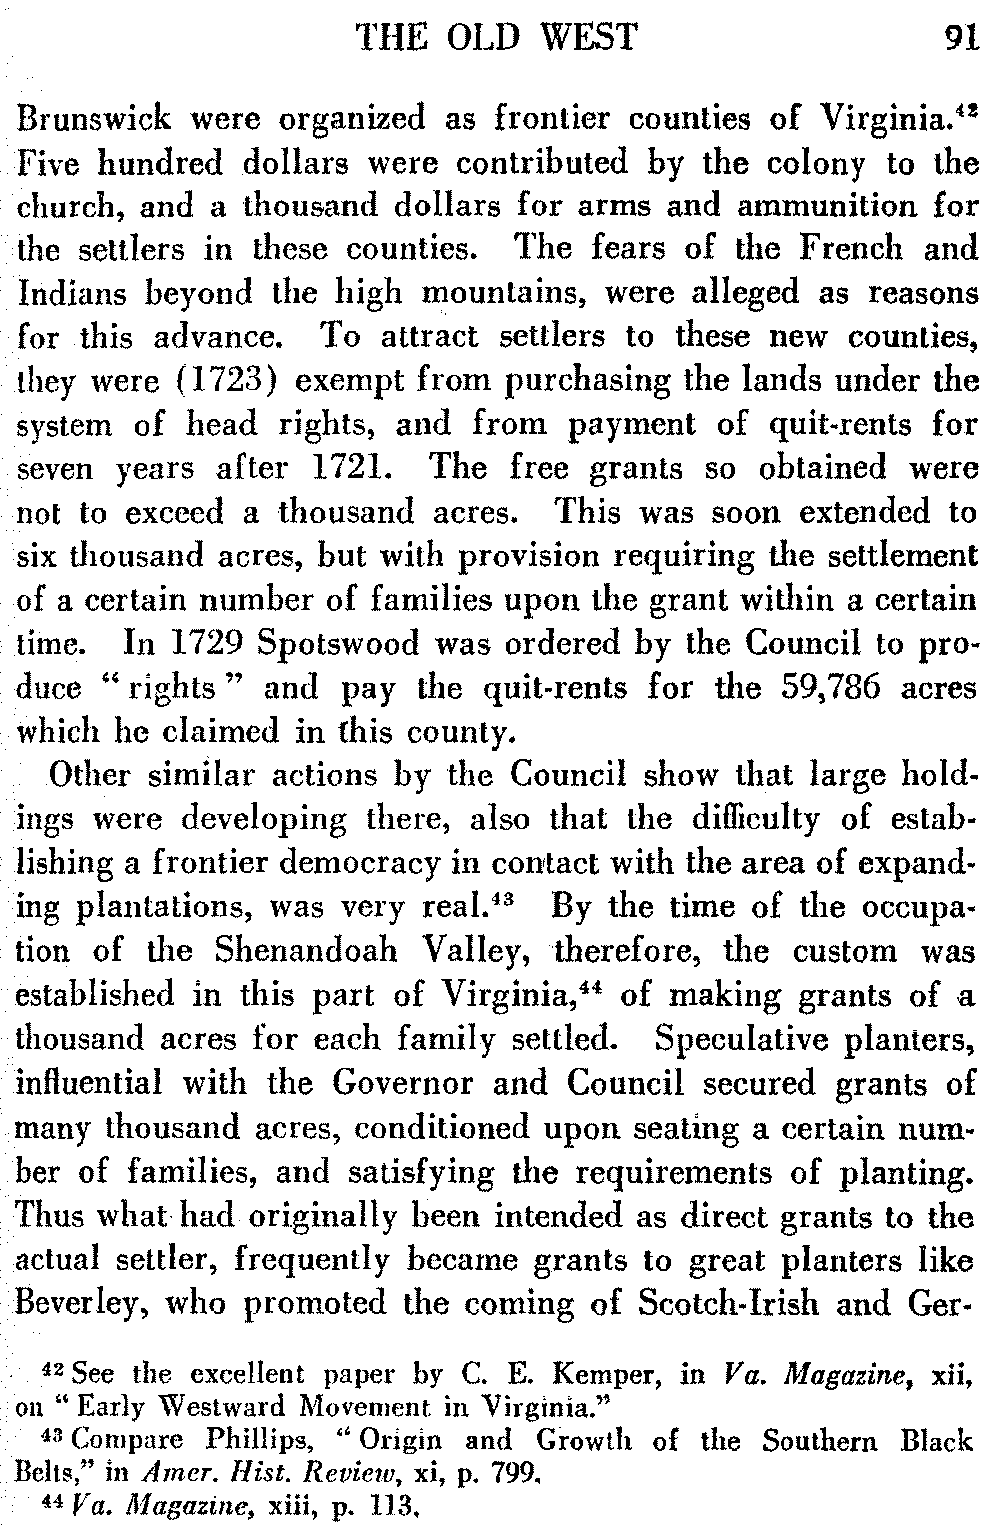 THE OLD WEST 91
Brunswick were organized as frontier counties of Virginia.⁴²
Five hundred dollars were contributed by the colony to the
church, and a thousand dollars for arms and ammunition for
the settlers in these counties. The fears of the French and
Indians beyond the high mountains, were alleged as reasons
for this advance. To attract settlers to these new counties,
they were (1723) exempt from purchasing the lands under the
system of head rights, and from payment of quit-rents for
seven years after 1721. The free grants so obtained were
not to exceed a thousand acres. This was soon extended to
six thousand acres, but with provision requiring the settlement
of a certain number of families upon the grant within a certain
time. In 1729 Spotswood was ordered by the Council to pro-
duce “ rights ” and pay the quit-rents for the 59,786 acres
which he claimed in this county.
Other similar actions by the Council show that large hold-
ings were developing there, also that the difficulty of estab-
lishing a frontier democracy in contact with the area of expand-
ing plantations, was very real.⁴³ By the time of the occupa-
tion of the Shenandoah Valley, therefore, the custom was
established in this part of Virginia,⁴⁴ of making grants of a
thousand acres for each family settled. Speculative planters,
influential with the Governor and Council secured grants of
many thousand acres, conditioned upon seating a certain num-
ber of families, and satisfying the requirements of planting.
Thus what had originally been intended as direct grants to the
actual settler, frequently became grants to great planters like
Beverley, who promoted the coming of Scotch-Irish and Ger-
⁴² See the excellent paper by C. E. Kemper, in Va. Magazine, xii,
on “ Early Westward Movement in Virginia.”
⁴³ Compare Phillips, “ Origin and Growth of the Southern Black
Belts,” in Amer. Hist. Review, xi, p. 799.
⁴⁴ Va. Magazine, xiii, p. 113.